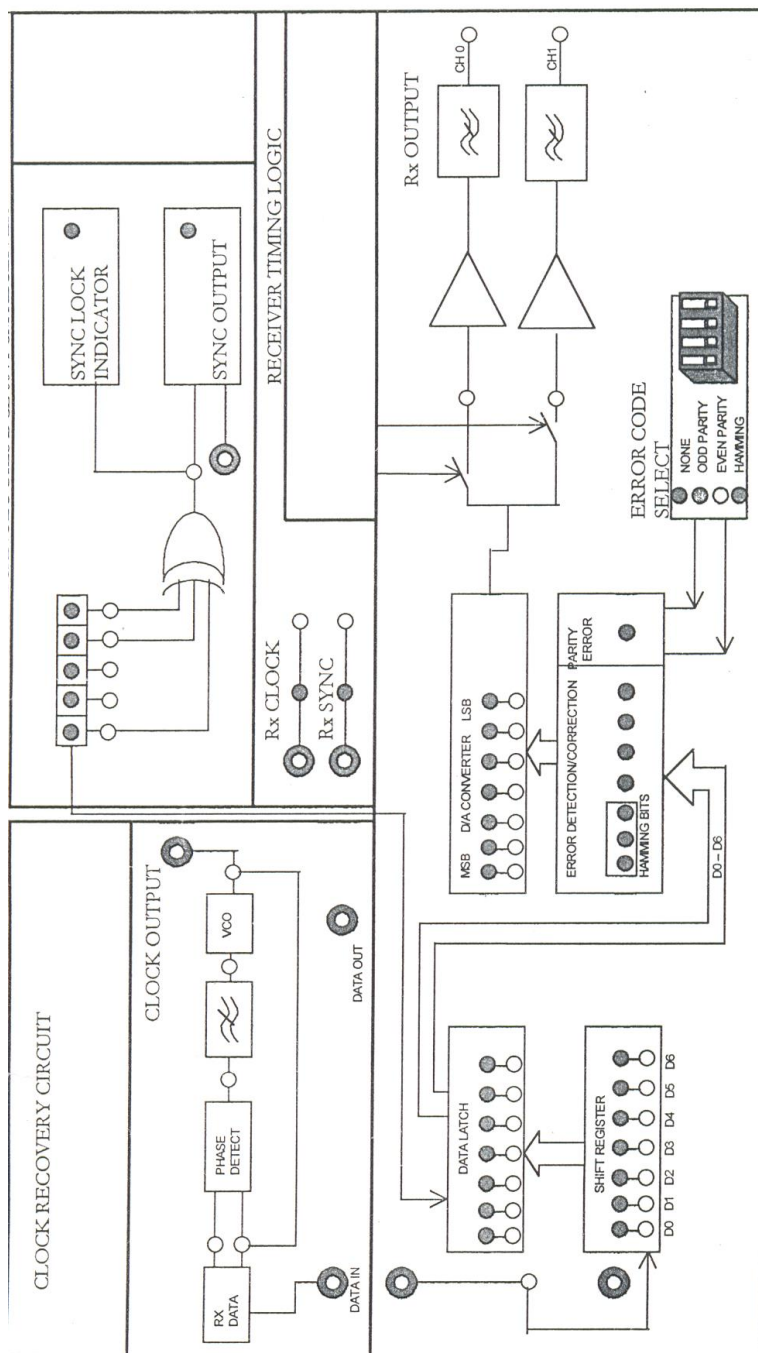 CLOCK RECOVERY CIRCUIT
CLOCK OUTPUT
RX
DATA
PHASE
DETECT
VCO
DATA IN
DATA OUT
SYNC LOCK
INDICATOR
SYNC OUTPUT
RECEIVER TIMING LOGIC
Rx CLOCK
Rx SYNC
Rx OUTPUT
CH 0
CH1
DATA LATCH
SHIFT REGISTER
D0
D1
D2
D3
D4
D5
D6
D0-D6
MSB
D/A CONVERTER
LSB
ERROR DETECTION/CORRECTION
HAMMING BITS
PARITY
ERROR
ERROR CODE
SELECT
NONE
ODD PARITY
EVEN PARITY
HAMMING